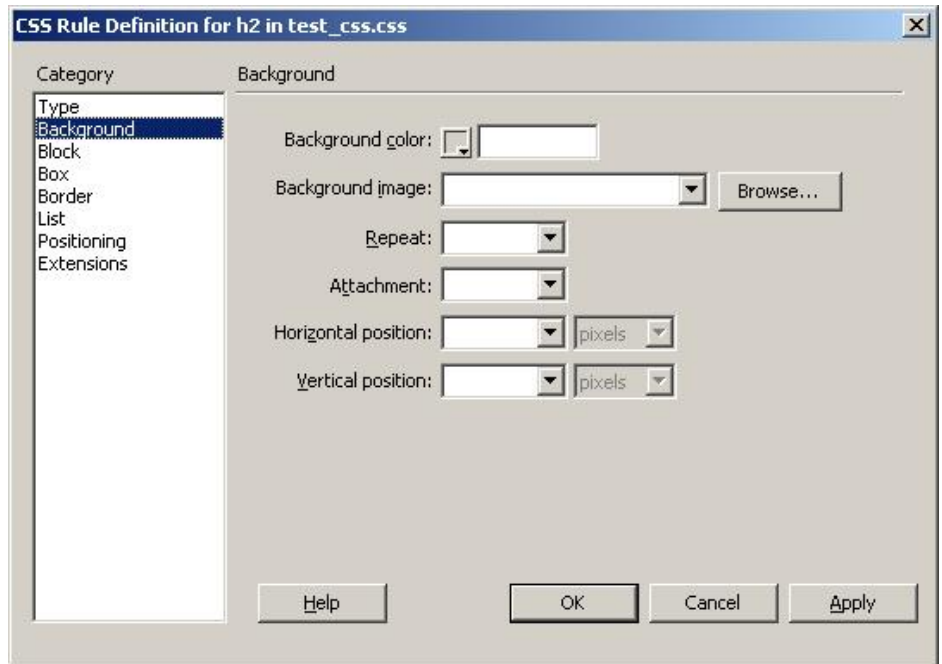 CSS Rule Definition for h2 in test_css.css
Category
Background
Type
Background
Block
Box
Border
List
Positioning
Extensions
Background color:
Background image: Browse...
Repeat:
Attachment:
Horizontal position: pixels
Vertical position: pixels
Help OK Cancel Apply